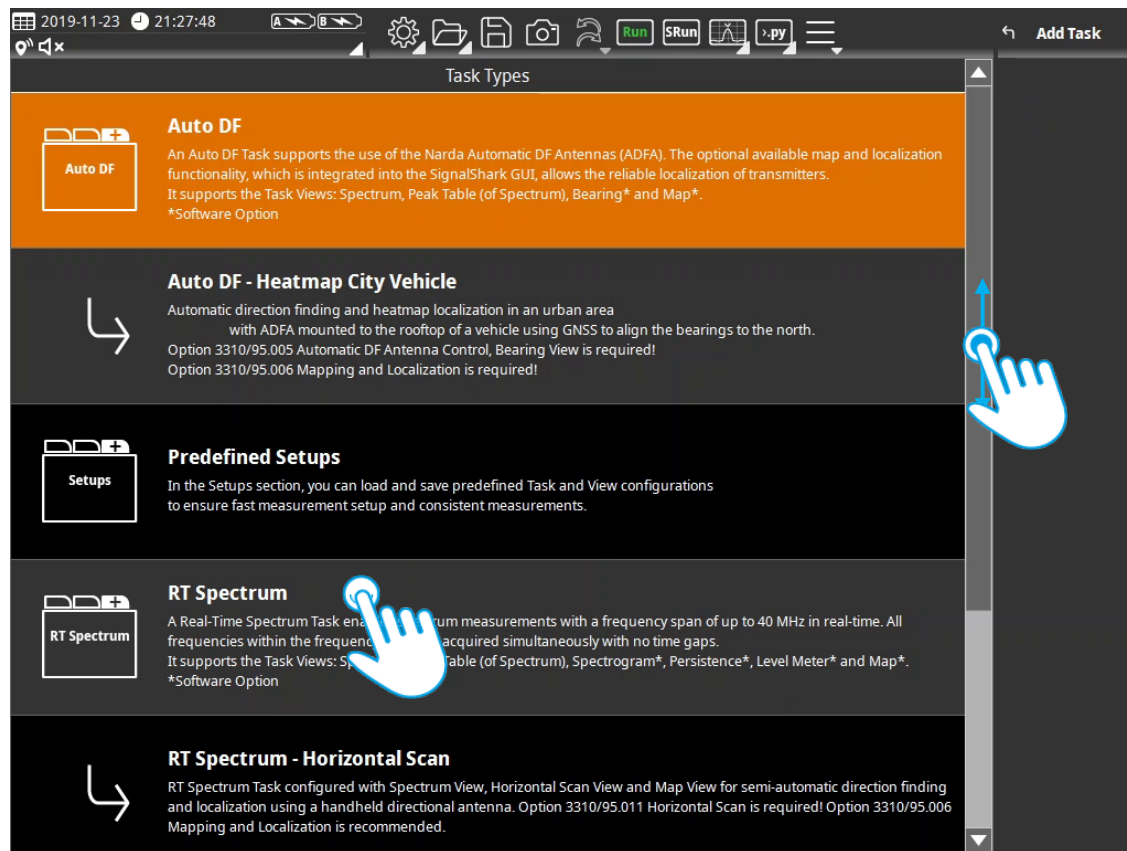 2019-11-23 21:27:48 A B Run SRun >.py Add Task
Task Types
Auto DF
Auto DF
An Auto DF Task supports the use of the Narda Automatic DF Antennas (ADFA). The optional available map and localization
functionality, which is integrated into the SignalShark GUI, allows the reliable localization of transmitters.
It supports the Task Views: Spectrum, Peak Table (of Spectrum), Bearing* and Map*.
*Software Option
Auto DF - Heatmap City Vehicle
Automatic direction finding and heatmap localization in an urban area
with ADFA mounted to the rooftop of a vehicle using GNSS to align the bearings to the north.
Option 3310/95.005 Automatic DF Antenna Control, Bearing View is required!
Option 3310/95.006 Mapping and Localization is required!
Setups
Predefined Setups
In the Setups section, you can load and save predefined Task and View configurations
to ensure fast measurement setup and consistent measurements.
RT Spectrum
RT Spectrum
A Real-Time Spectrum Task ena rum measurements with a frequency span of up to 40 MHz in real-time. All
frequencies within the frequenc acquired simultaneously with no time gaps.
It supports the Task Views: Sp Table (of Spectrum), Spectrogram*, Persistence*, Level Meter* and Map*.
*Software Option
RT Spectrum - Horizontal Scan
RT Spectrum Task configured with Spectrum View, Horizontal Scan View and Map View for semi-automatic direction finding
and localization using a handheld directional antenna. Option 3310/95.011 Horizontal Scan is required! Option 3310/95.006
Mapping and Localization is recommended.